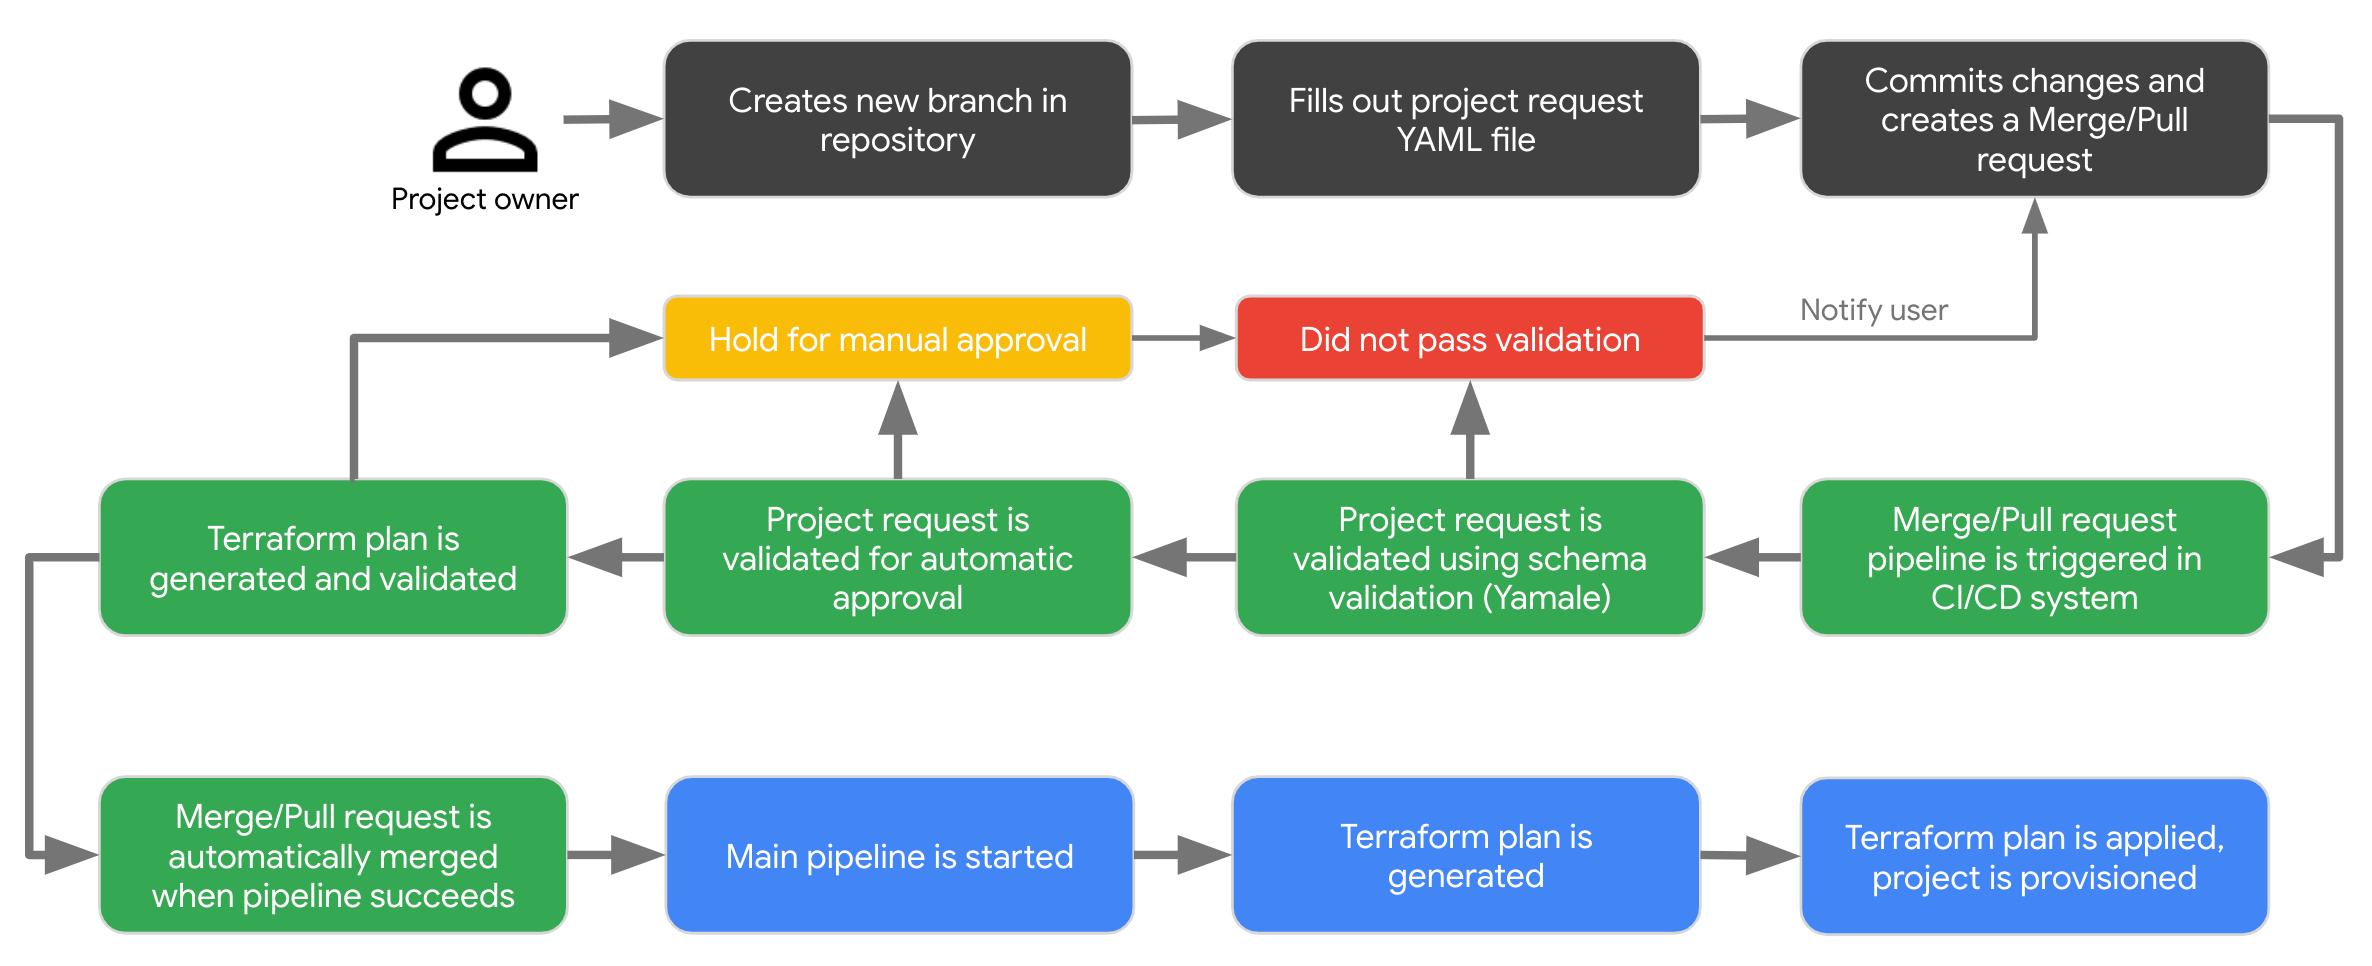 Project owner
Creates new branch in
repository
Fills out project request
YAML file
Commits changes and
creates a Merge/Pull
request
Hold for manual approval
Did not pass validation
Notify user
Terraform plan is
generated and validated
Project request is
validated for automatic
approval
Project request is
validated using schema
validation (Yamale)
Merge/Pull request
pipeline is triggered in
CI/CD system
Merge/Pull request is
automatically merged
when pipeline succeeds
Main pipeline is started
Terraform plan is
generated
Terraform plan is applied,
project is provisioned